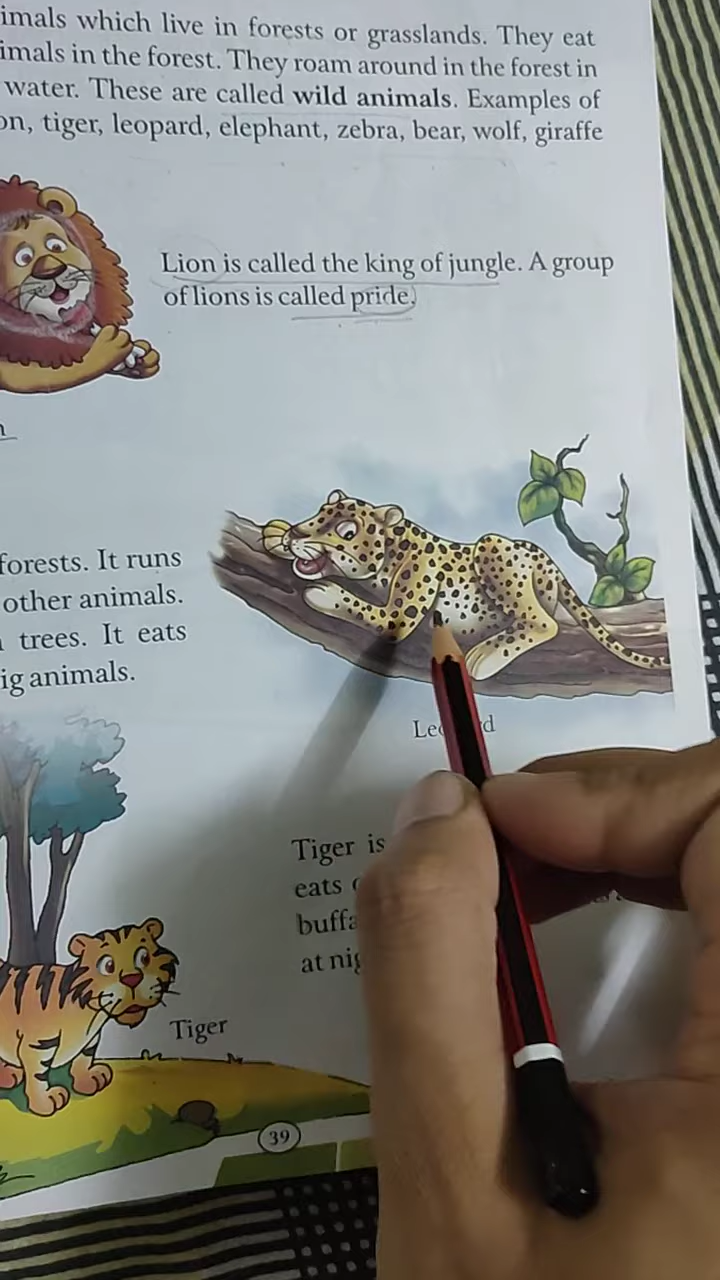 imals which live in forests or grasslands. They eat
imals in the forest. They roam around in the forest in
water. These are called wild animals. Examples of
on, tiger, leopard, elephant, zebra, bear, wolf, giraffe
Lion is called the king of jungle. A group
of lions is called pride.
forests. It runs
other animals.
trees. It eats
ig animals.
Tiger is
eats
buffa
at nig
Tiger
39